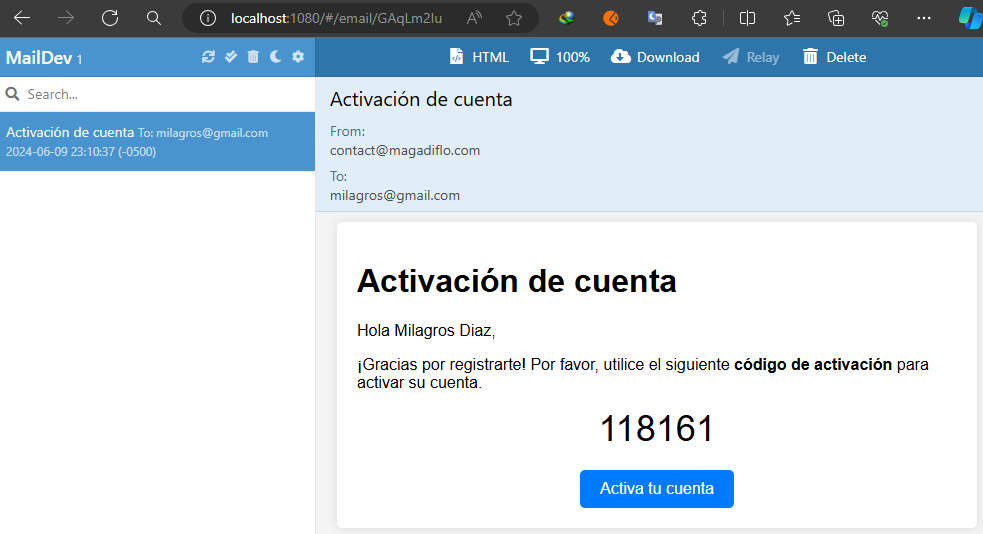 localhost:1080/#/email/GAqLm2lu
MailDev 1
HTML 100% Download Relay Delete
Search...
Activación de cuenta To: milagros@gmail.com
2024-06-09 23:10:37 (-0500)
Activación de cuenta
From:
contact@magadiflo.com
To:
milagros@gmail.com
Activación de cuenta
Hola Milagros Diaz,
¡Gracias por registrarte! Por favor, utilice el siguiente código de activación para
activar su cuenta.
118161
Activa tu cuenta